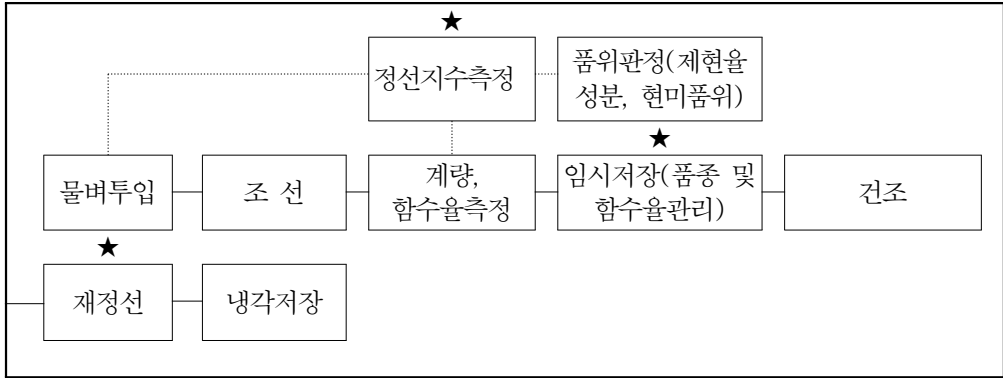 ★
정선지수측정
품위판정(제현율
성분, 현미품위)
★
물벼투입
조 선
계량,
함수율측정
임시저장(품종 및
함수율관리)
건조
★
재정선
냉각저장